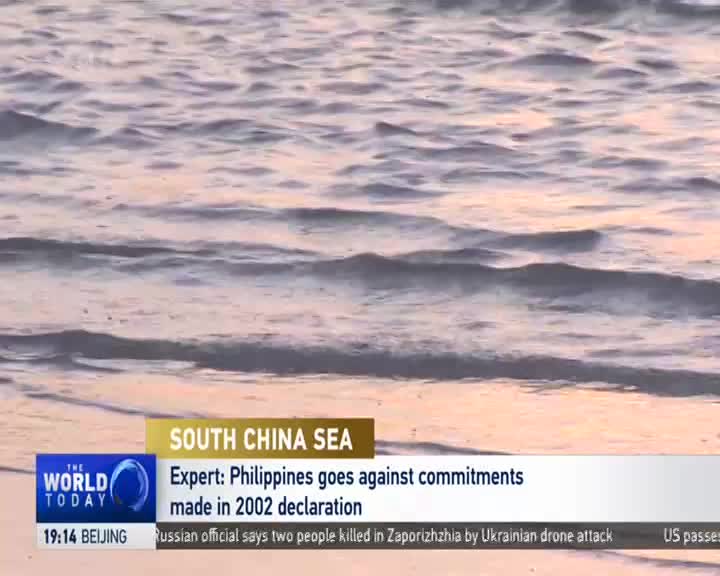 SOUTH CHINA SEA
THE
WORLD
TODAY
Expert: Philippines goes against commitments
made in 2002 declaration
19:14 BEIJING
Russian official says two people killed in Zaporizhzhia by Ukrainian drone attack
US passes